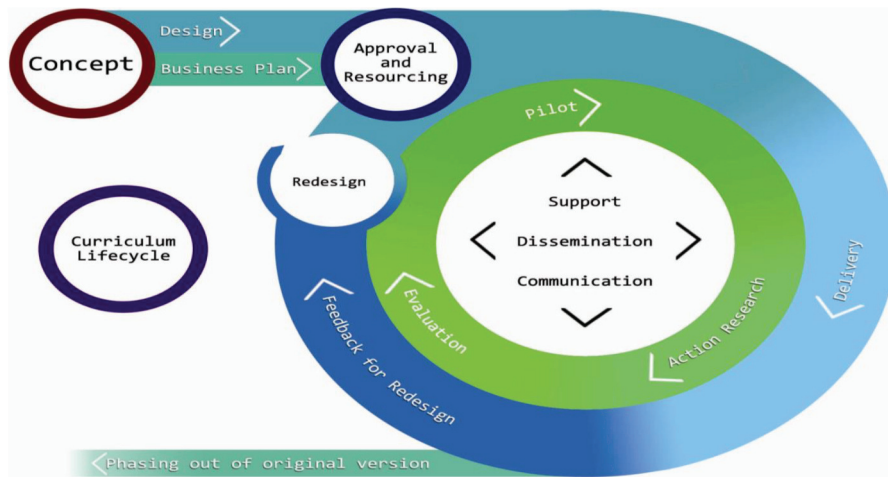 Concept
Design
Business Plan
Approval
and
Resourcing
Pilot
Redesign
Support
Dissemination
Communication
Curriculum
Lifecycle
Delivery
Action Research
Evaluation
Feedback for Redesign
Phasing out of original version